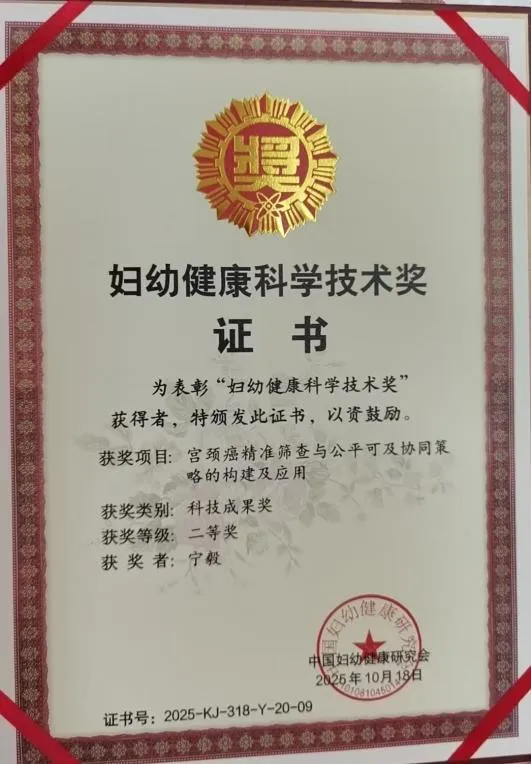 奖
妇幼健康科学技术奖
证书
为表彰“妇幼健康科学技术奖”
获得者，特颁发此证书，以资鼓励。
获奖项目：宫颈癌精准筛查与公平可及协同策
略的构建及应用
获奖类别：科技成果奖
获奖等级：二等奖
获奖者：宁毅
中国妇幼健康研究会
2025年10月18日
证书号：2025-KJ-318-Y-20-09